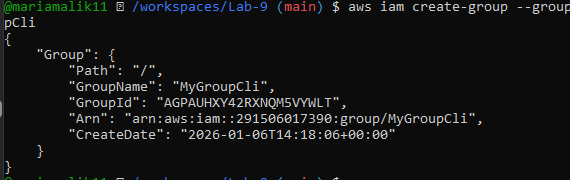 @mariamalik11 /workspaces/Lab-9 (main) $ aws iam create-group --group
pCli
{
    "Group": {
        "Path": "/",
        "GroupName": "MyGroupCli",
        "GroupId": "AGPAUHXY42RXNQM5VYWLT",
        "Arn": "arn:aws:iam::291506017390:group/MyGroupCli",
        "CreateDate": "2026-01-06T14:18:06+00:00"
    }
}